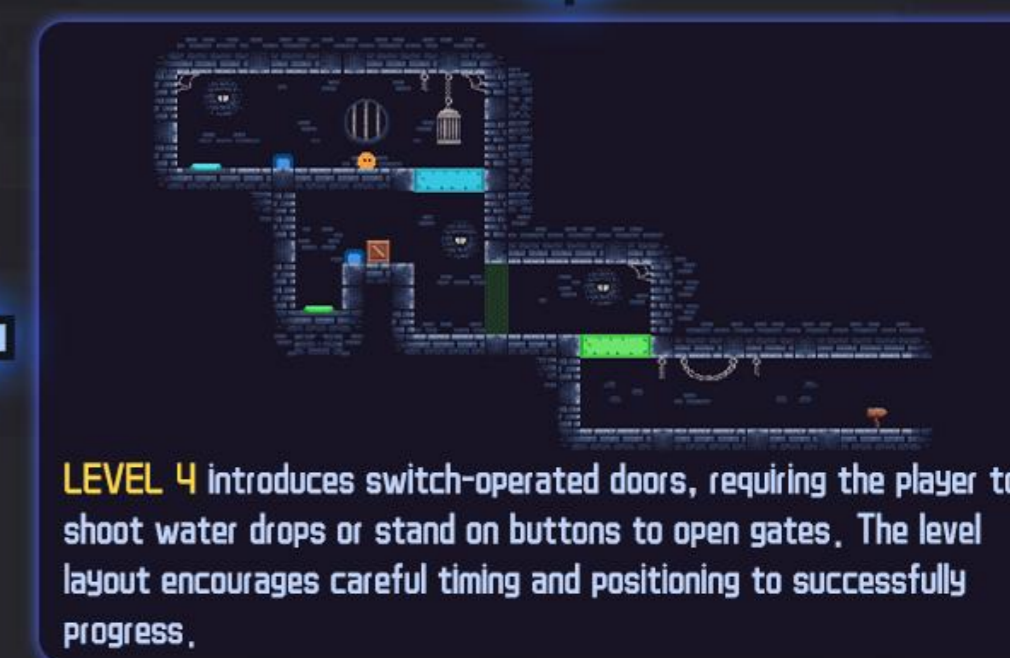 LEVEL 4 introduces switch-operated doors, requiring the player to
shoot water drops or stand on buttons to open gates. The level
layout encourages careful timing and positioning to successfully
progress.